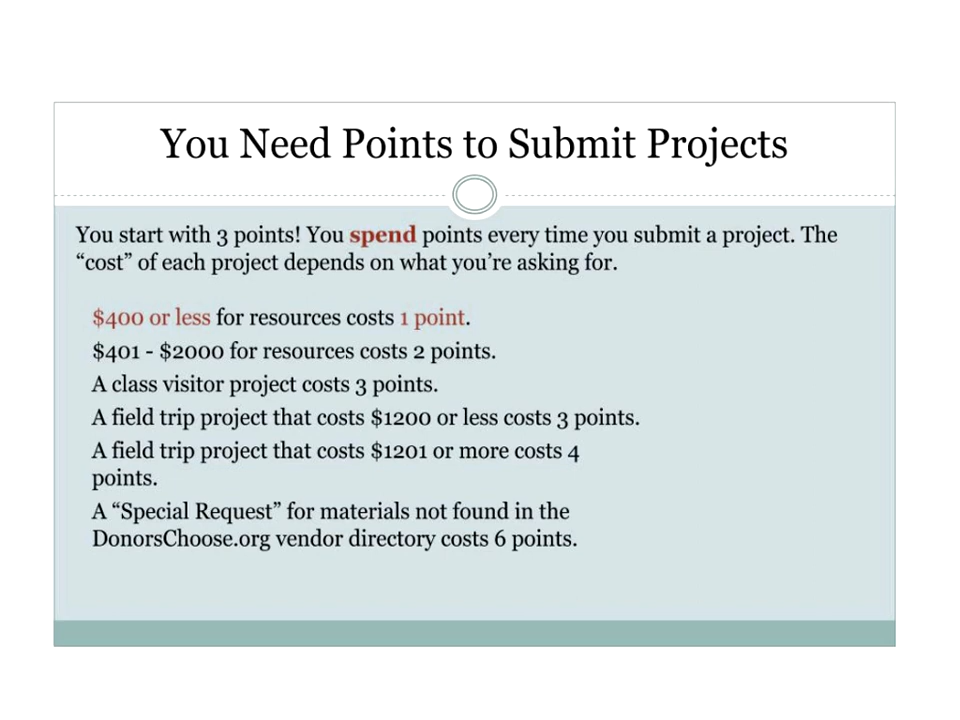 You Need Points to Submit Projects
You start with 3 points! You spend points every time you submit a project. The
“cost” of each project depends on what you’re asking for.
$400 or less for resources costs 1 point.
$401 - $2000 for resources costs 2 points.
A class visitor project costs 3 points.
A field trip project that costs $1200 or less costs 3 points.
A field trip project that costs $1201 or more costs 4
points.
A “Special Request” for materials not found in the
DonorsChoose.org vendor directory costs 6 points.